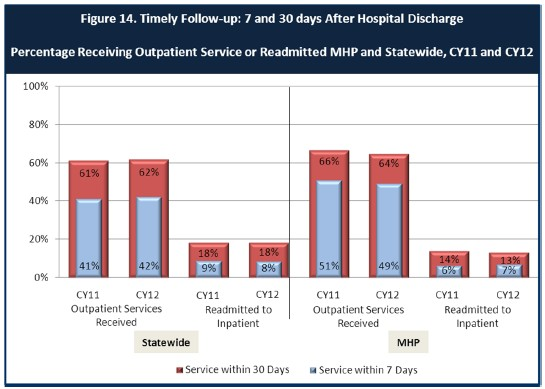 Figure 14. Timely Follow-up: 7 and 30 days After Hospital Discharge
Percentage Receiving Outpatient Service or Readmitted MHP and Statewide, CY11 and CY12
100%
80%
60%
40%
20%
0%
61%
62%
66%
64%
41%
42%
18%
18%
9%
8%
51%
49%
14%
13%
6%
7%
CY11
CY12
CY11
CY12
CY11
CY12
CY11
CY12
Outpatient Services
Received
Readmitted to
Inpatient
Outpatient Services
Received
Readmitted to
Inpatient
Statewide
MHP
Service within 30 Days
Service within 7 Days